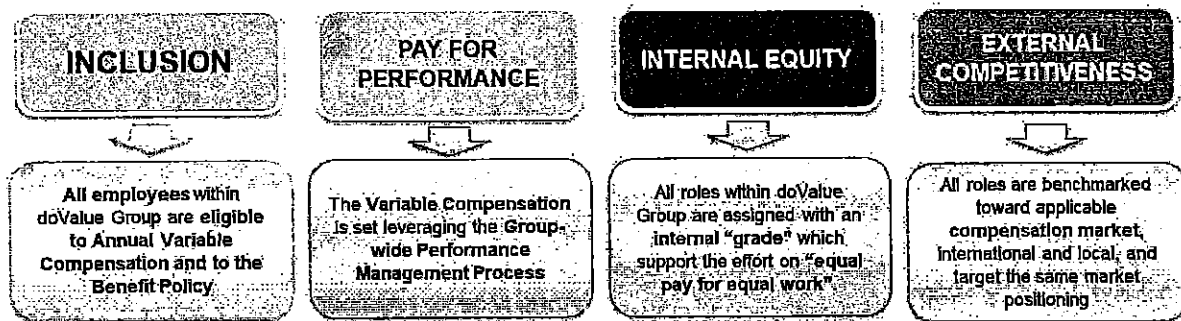 INCLUSION
All employees within
doValue Group are eligible
to Annual Variable
Compensation and to the
Benefit Policy
PAY FOR
PERFORMANCE
The Variable Compensation
is set leveraging the Group-
wide Performance
Management Process
INTERNAL EQUITY
All roles within doValue
Group are assigned with an
internal "grade" which
support the effort on "equal
pay for equal work"
EXTERNAL
COMPETITIVENESS
All roles are benchmarked
toward applicable
compensation market,
international and local, and
target the same market
positioning